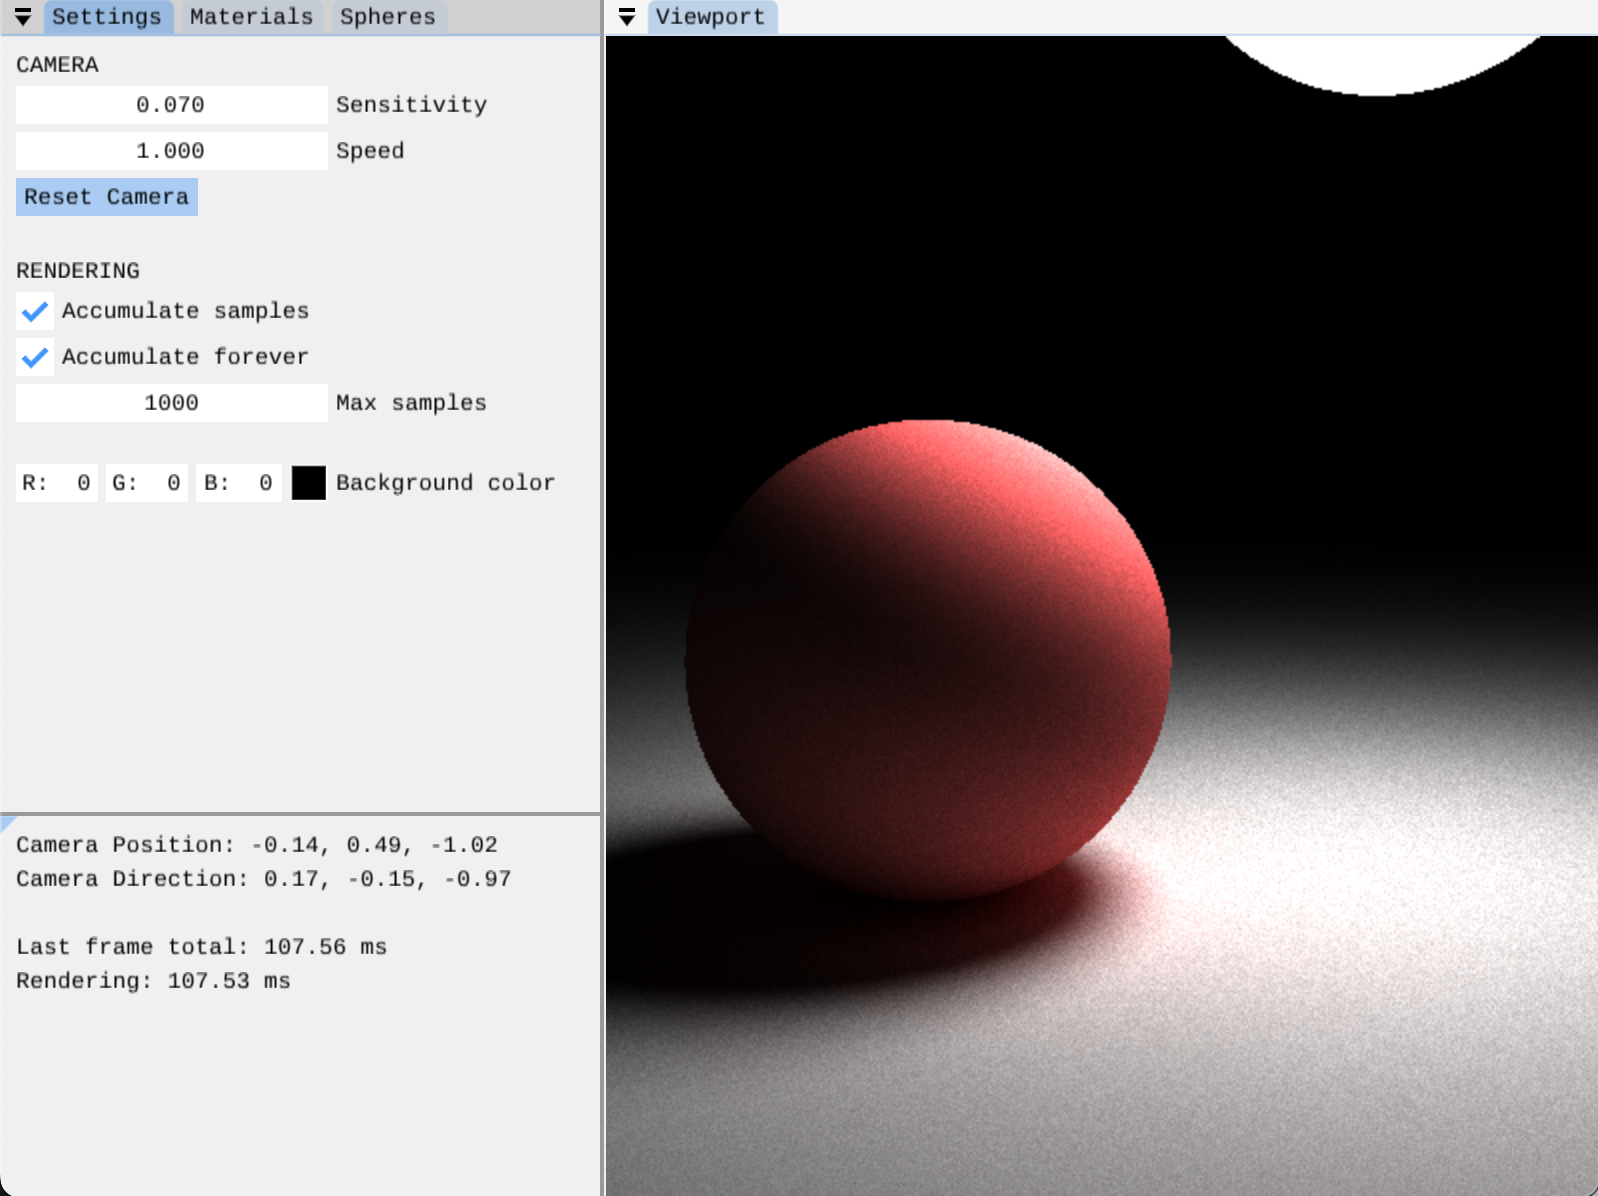 Settings Materials Spheres
CAMERA
0.070 Sensitivity
1.000 Speed
Reset Camera
RENDERING
Accumulate samples
Accumulate forever
1000 Max samples
R: 0 G: 0 B: 0 Background color
Camera Position: -0.14, 0.49, -1.02
Camera Direction: 0.17, -0.15, -0.97
Last frame total: 107.56 ms
Rendering: 107.53 ms
Viewport